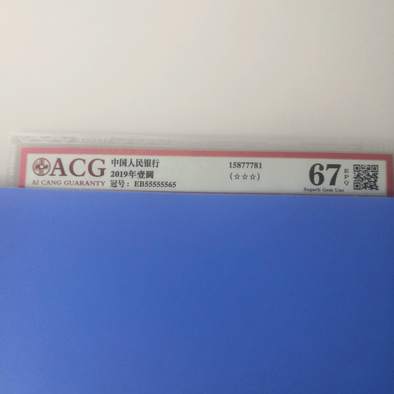 ACG
AI CANG GUARANTY
中国人民银行
2019年壹圆
冠号：EB55555565
15877781
(☆☆☆)
67
EPQ
Superb Gem Unc